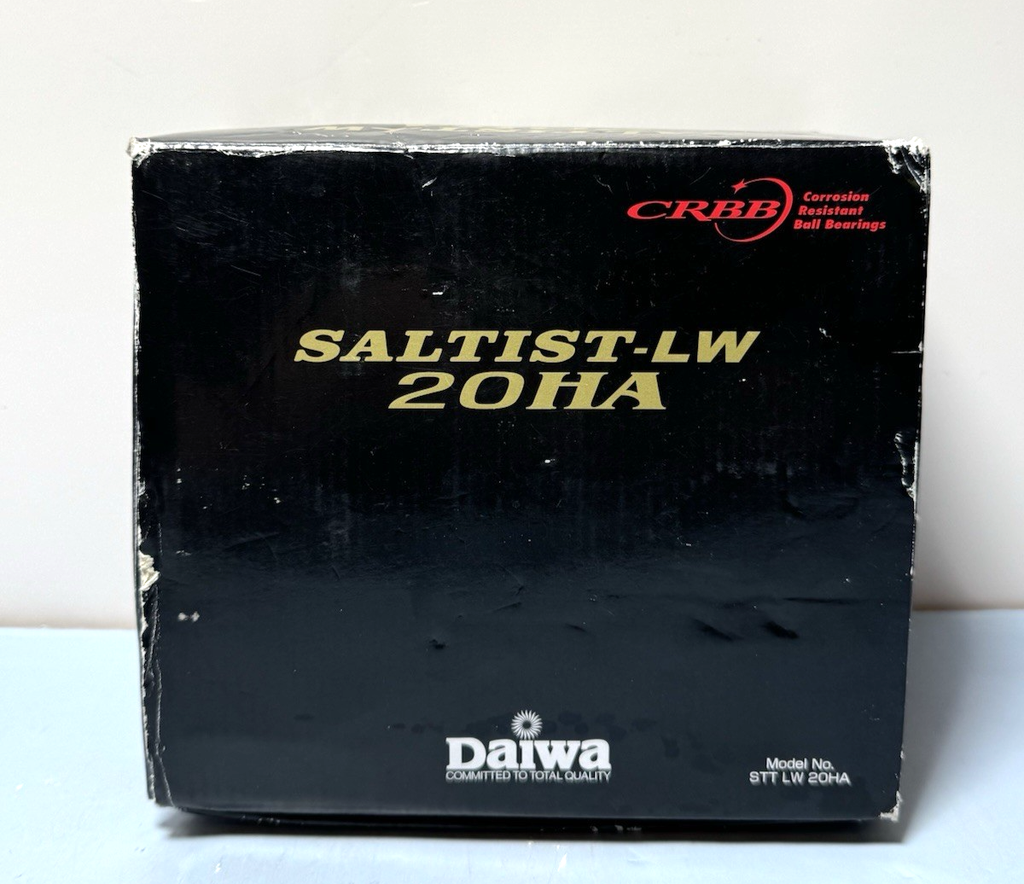 CRBB
Corrosion
Resistant
Ball Bearings
SALTIST-LW
20HA
Daiwa
COMMITTED TO TOTAL QUALITY
Model No.
STT LW 20HA